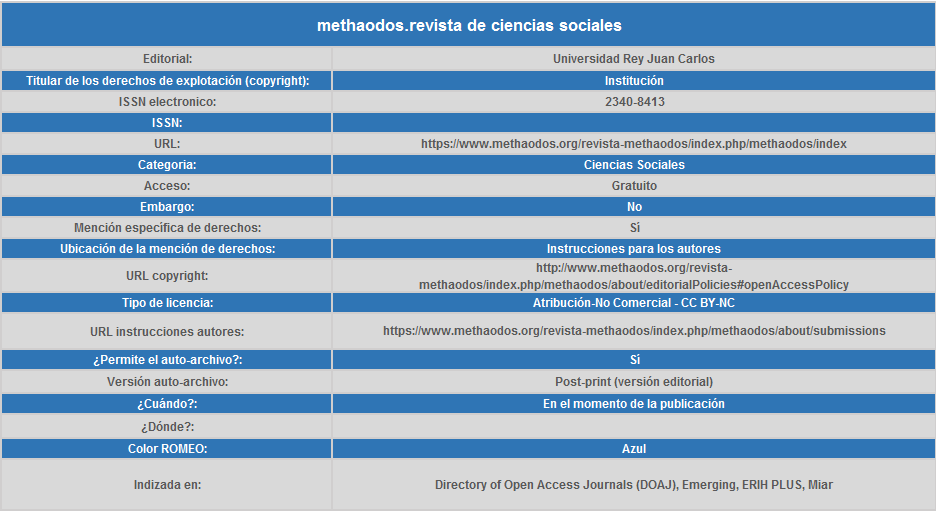 methaodos.revista de ciencias sociales
Editorial: Universidad Rey Juan Carlos
Titular de los derechos de explotación (copyright): Institución
ISSN electronico: 2340-8413
ISSN:
URL: https://www.methaodos.org/revista-methaodos/index.php/methaodos/index
Categoria: Ciencias Sociales
Acceso: Gratuito
Embargo: No
Mención específica de derechos: Sí
Ubicación de la mención de derechos: Instrucciones para los autores
URL copyright: http://www.methaodos.org/revista-
methaodos/index.php/methaodos/about/editorialPolicies#openAccessPolicy
Tipo de licencia: Atribución-No Comercial - CC BY-NC
URL instrucciones autores: https://www.methaodos.org/revista-methaodos/index.php/methaodos/about/submissions
¿Permite el auto-archivo?: Sí
Versión auto-archivo: Post-print (versión editorial)
¿Cuándo?: En el momento de la publicación
¿Dónde?:
Color ROMEO: Azul
Indizada en: Directory of Open Access Journals (DOAJ), Emerging, ERIH PLUS, Miar